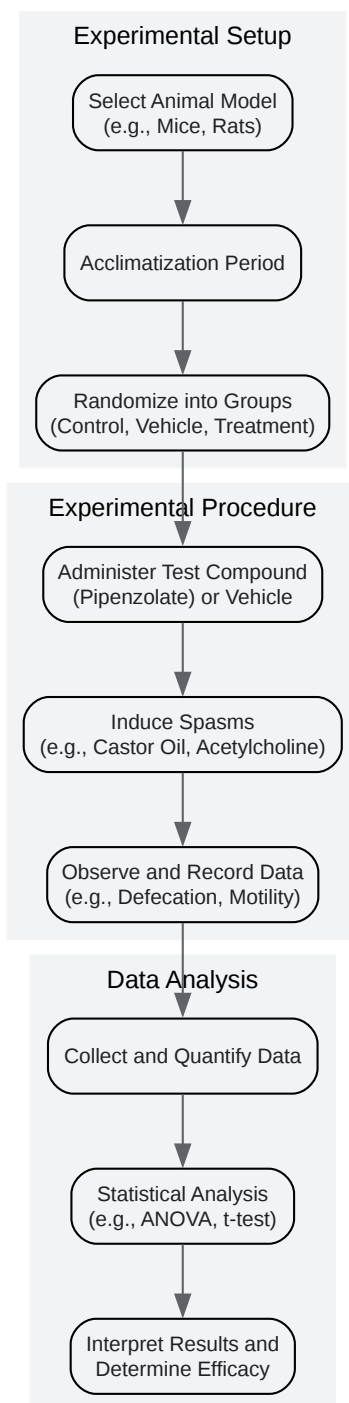 Experimental Setup
Select Animal Model
(e.g., Mice, Rats)
Acclimatization Period
Randomize into Groups
(Control, Vehicle, Treatment)
Experimental Procedure
Administer Test Compound
(Pipenzolate) or Vehicle
Induce Spasms
(e.g., Castor Oil, Acetylcholine)
Observe and Record Data
(e.g., Defecation, Motility)
Data Analysis
Collect and Quantify Data
Statistical Analysis
(e.g., ANOVA, t-test)
Interpret Results and
Determine Efficacy